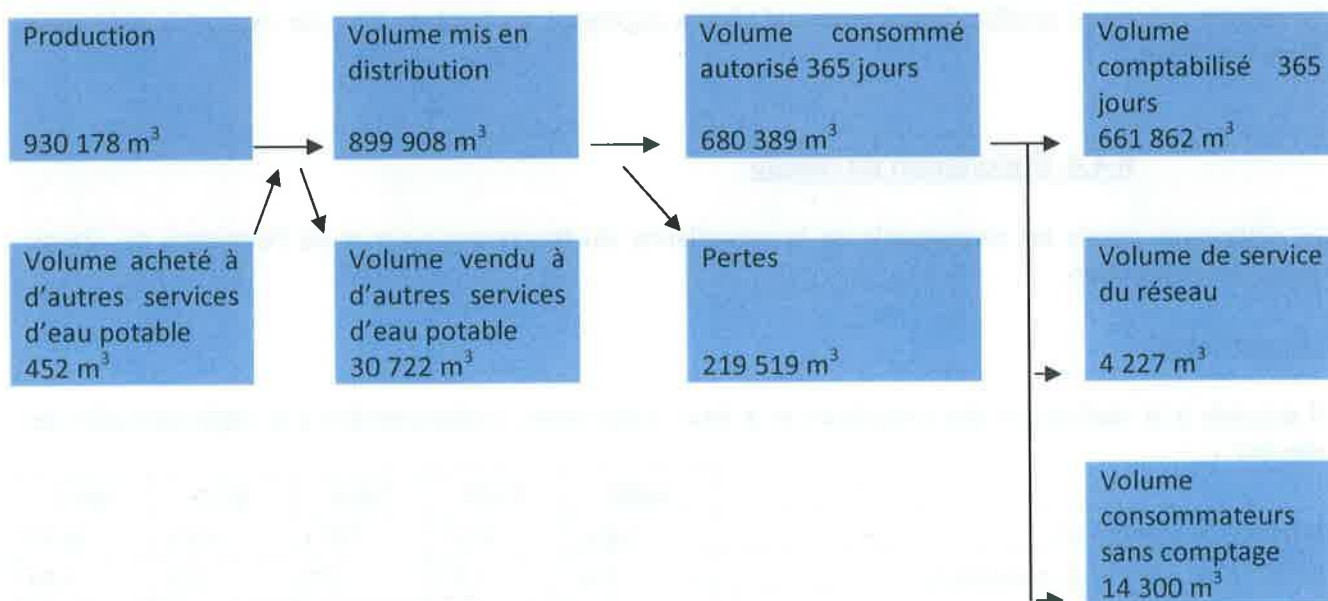 Production
930 178 m³
Volume mis en
distribution
899 908 m³
Volume consommé
autorisé 365 jours
680 389 m³
Volume
comptabilisé 365
jours
661 862 m³
Volume acheté à
d'autres services
d'eau potable
452 m³
Volume vendu à
d'autres services
d'eau potable
30 722 m³
Pertes
219 519 m³
Volume de service
du réseau
4 227 m³
Volume
consommateurs
sans comptage
14 300 m³